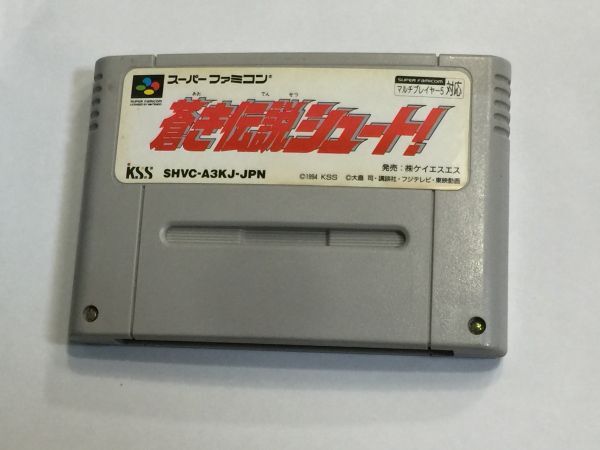 SUPER FAMICOM
スーパーファミコン
SUPER FAMICOM
マルチプレイヤー5 対応
あお でん せつ
蒼き伝説シュート!
発売:(株)ケイエスエス
KSS SHVC-A3KJ-JPN
©1994 KSS ©大島 司・講談社・フジテレビ・東映動画